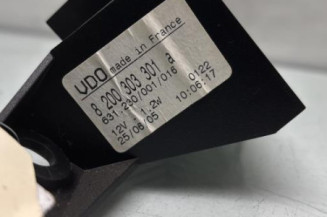 VDO made in France
8 200 303 301 a
631.230/001/016 0122
12V - 1.2W 10:06:17
25/08/05